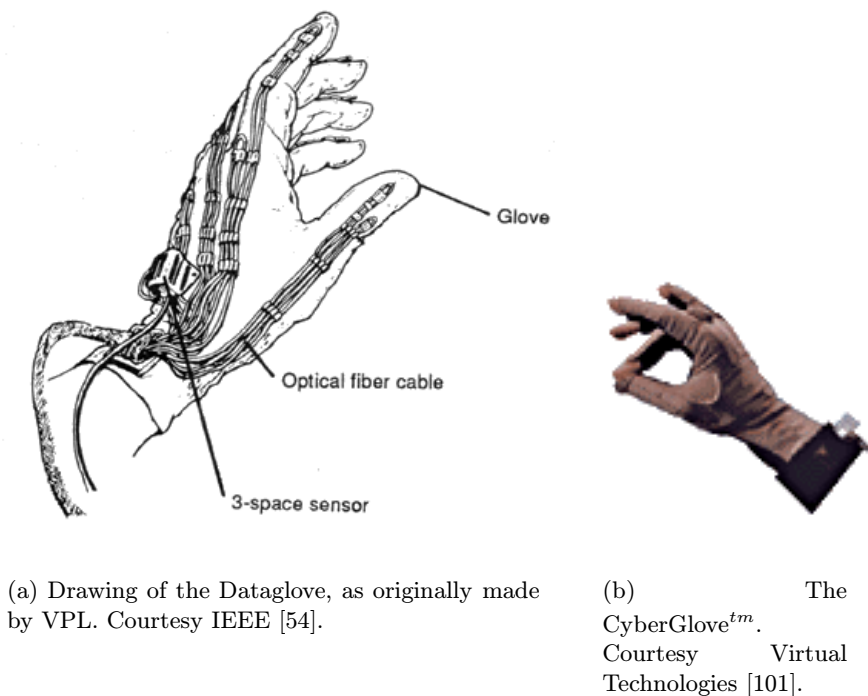 Glove
Optical fiber cable
3-space sensor
(a) Drawing of the Dataglove, as originally made
by VPL. Courtesy IEEE [54].
(b) The
CyberGlove^tm.
Courtesy Virtual
Technologies [101].